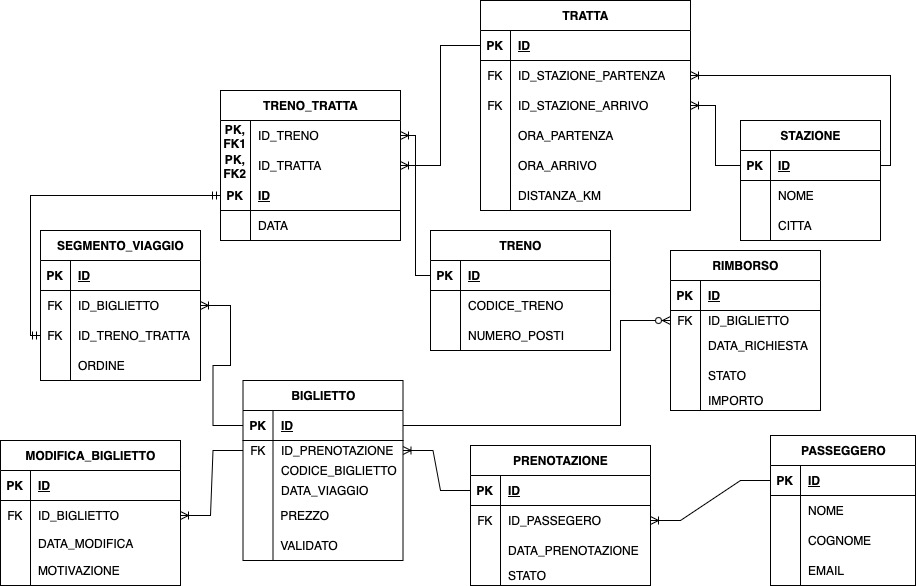 TRATTA
PK ID
FK ID_STAZIONE_PARTENZA
FK ID_STAZIONE_ARRIVO
ORA_PARTENZA
ORA_ARRIVO
DISTANZA_KM
TRENO_TRATTA
PK,
FK1 ID_TRENO
PK,
FK2 ID_TRATTA
PK ID
DATA
STAZIONE
PK ID
NOME
CITTA
SEGMENTO_VIAGGIO
PK ID
FK ID_BIGLIETTO
FK ID_TRENO_TRATTA
ORDINE
TRENO
PK ID
CODICE_TRENO
NUMERO_POSTI
RIMBORSO
PK ID
FK ID_BIGLIETTO
DATA_RICHIESTA
STATO
IMPORTO
BIGLIETTO
PK ID
FK ID_PRENOTAZIONE
CODICE_BIGLIETTO
DATA_VIAGGIO
PREZZO
VALIDATO
MODIFICA_BIGLIETTO
PK ID
FK ID_BIGLIETTO
DATA_MODIFICA
MOTIVAZIONE
PRENOTAZIONE
PK ID
FK ID_PASSEGERO
DATA_PRENOTAZIONE
STATO
PASSEGGERO
PK ID
NOME
COGNOME
EMAIL